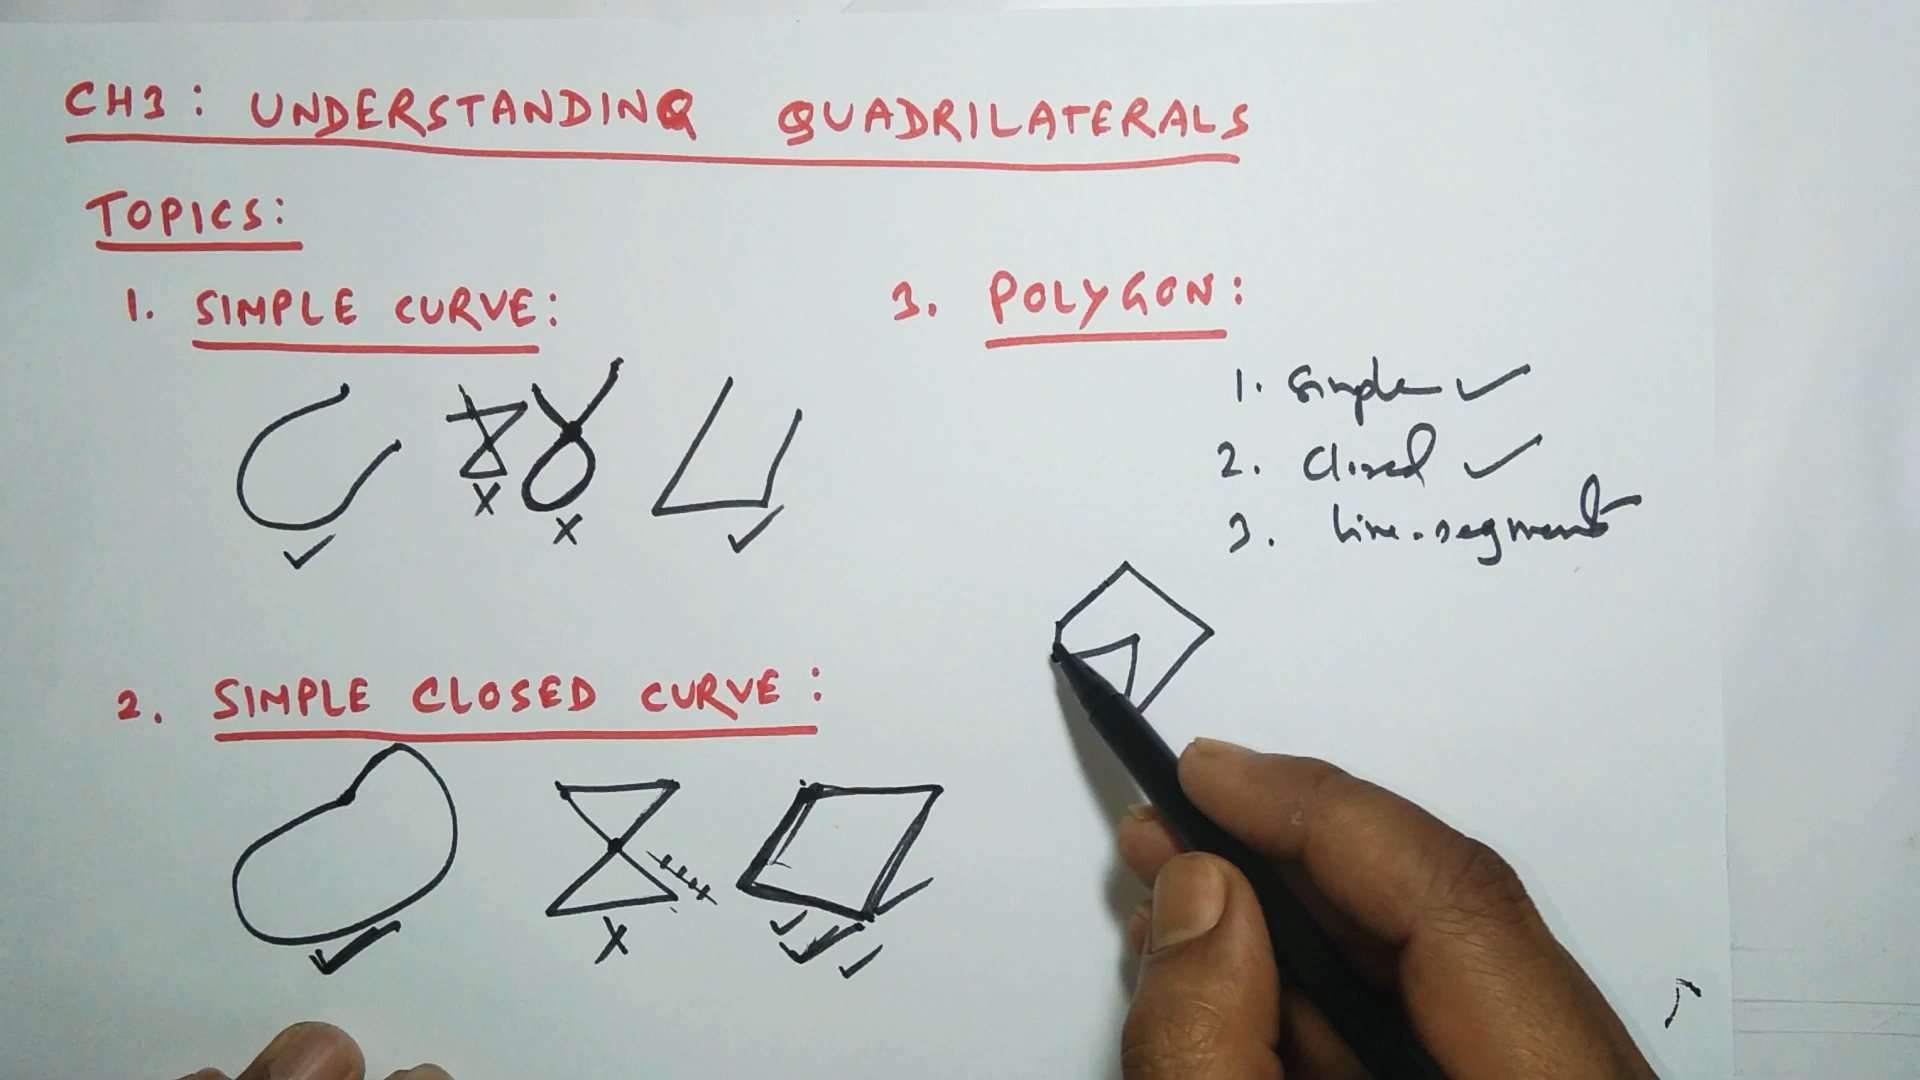 CH3: UNDERSTANDING QUADRILATERALS
TOPICS:
1. SIMPLE CURVE:
2. SIMPLE CLOSED CURVE:
3. POLYGON:
1. Simple ✓
2. Closed ✓
3. Line-segment